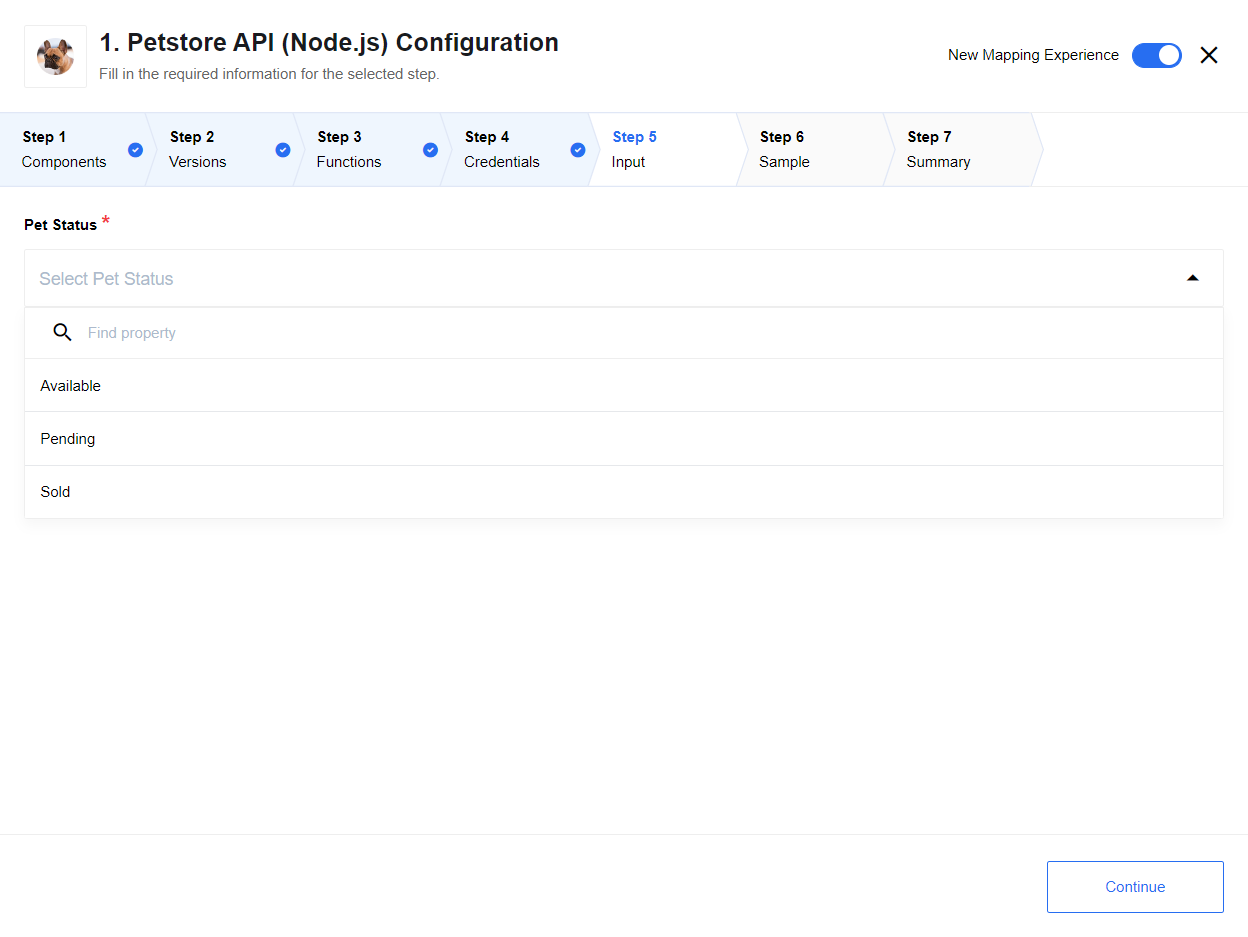 1. Petstore API (Node.js) Configuration
Fill in the required information for the selected step.
New Mapping Experience
Step 1
Components
Step 2
Versions
Step 3
Functions
Step 4
Credentials
Step 5
Input
Step 6
Sample
Step 7
Summary
Pet Status *
Select Pet Status
Find property
Available
Pending
Sold
Continue